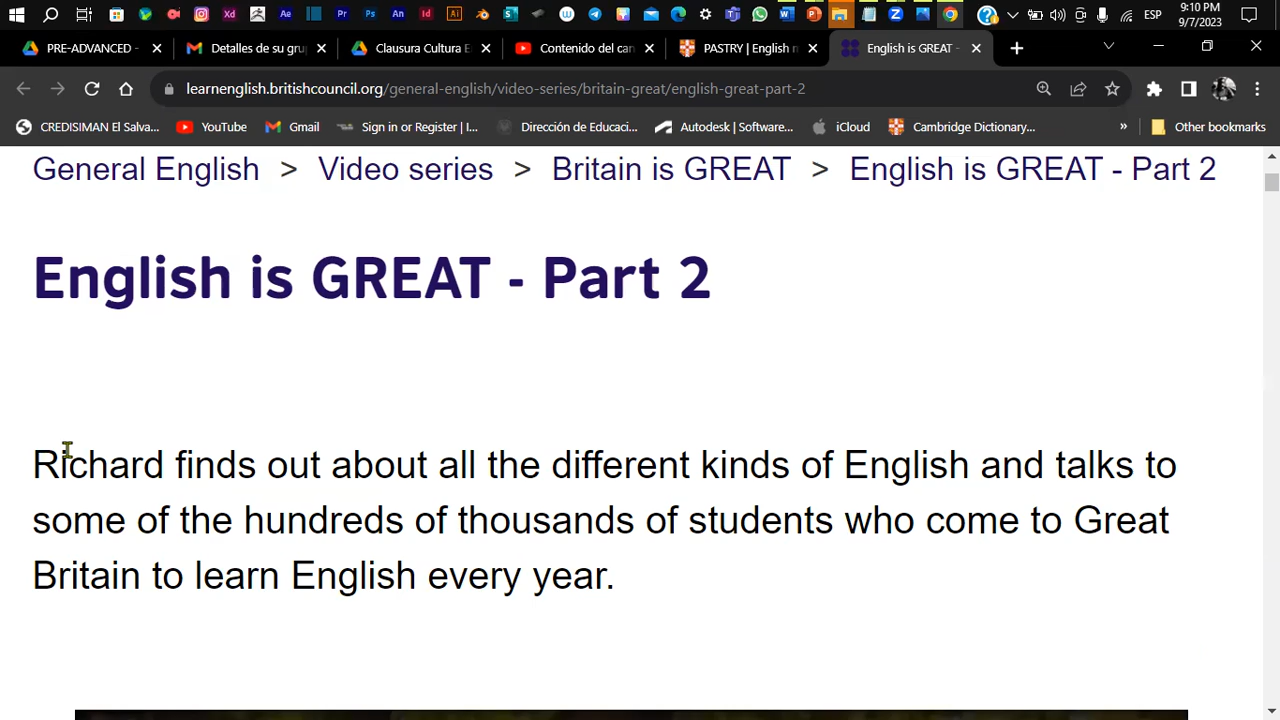 9:10 PM
ESP
9/7/2023
PRE-ADVANCED -
Detalles de su gru
Clausura Cultura E
Contenido del can
PASTRY | English n
English is GREAT -
learnenglish.britishcouncil.org/general-english/video-series/britain-great/english-great-part-2
CREDISIMAN El Salva...
YouTube
Gmail
Sign in or Register | I...
Dirección de Educaci...
Autodesk | Software...
iCloud
Cambridge Dictionary...
»
Other bookmarks
General English > Video series > Britain is GREAT > English is GREAT - Part 2
English is GREAT - Part 2
Richard finds out about all the different kinds of English and talks to
some of the hundreds of thousands of students who come to Great
Britain to learn English every year.